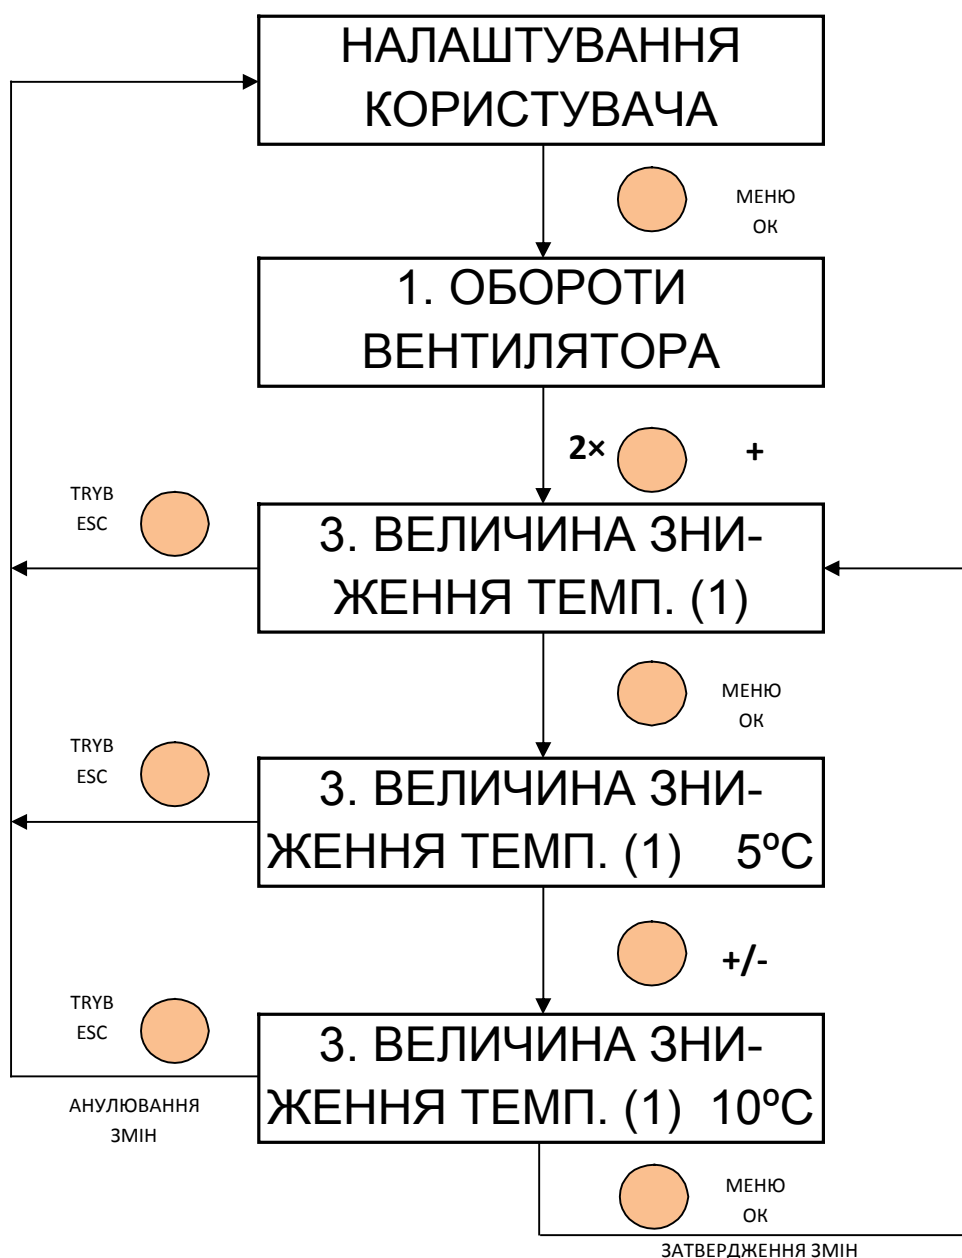 НАЛАШТУВАННЯ
КОРИСТУВАЧА
МЕНЮ
ОК
1. ОБОРОТИ
ВЕНТИЛЯТОРА
2× +
TRYB
ESC
3. ВЕЛИЧИНА ЗНИ-
ЖЕННЯ ТЕМП. (1)
МЕНЮ
ОК
TRYB
ESC
3. ВЕЛИЧИНА ЗНИ-
ЖЕННЯ ТЕМП. (1) 5ºС
+/-
TRYB
ESC
3. ВЕЛИЧИНА ЗНИ-
ЖЕННЯ ТЕМП. (1) 10ºС
АНУЛЮВАННЯ
ЗМІН
МЕНЮ
ОК
ЗАТВЕРДЖЕННЯ ЗМІН